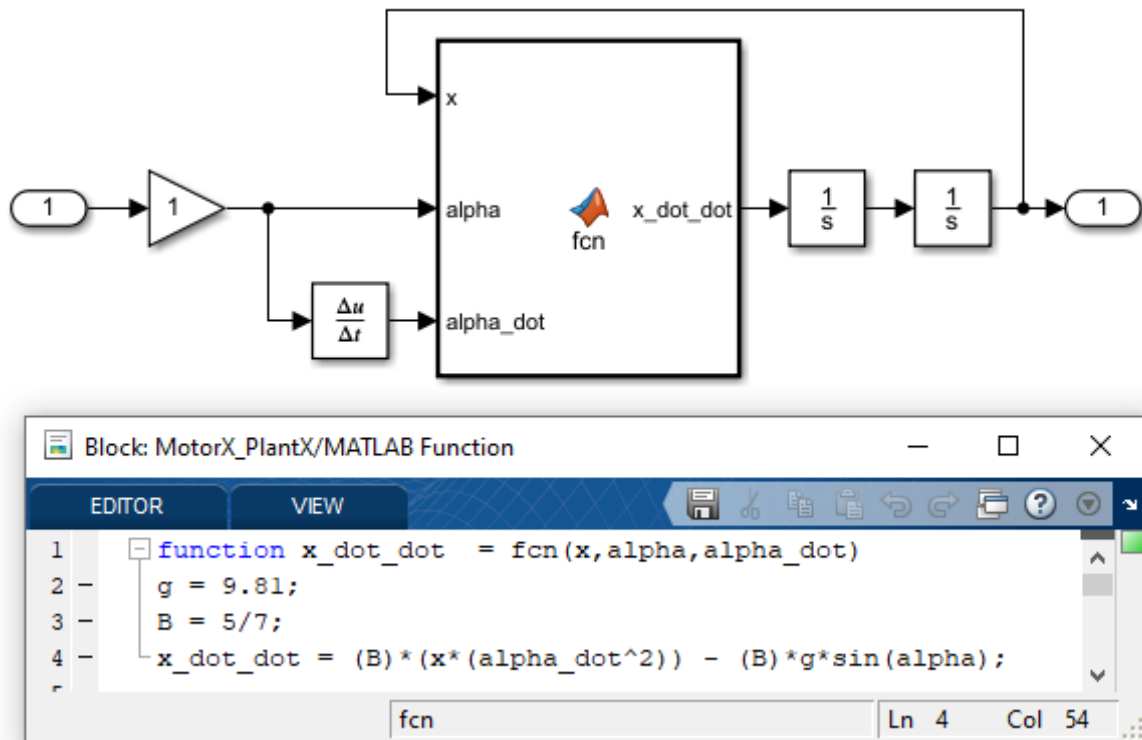 x
1
1
alpha
fcn
x_dot_dot
1
s
1
s
1
Δu
Δt
alpha_dot
Block: MotorX_PlantX/MATLAB Function
EDITOR VIEW
1 function x_dot_dot = fcn(x,alpha,alpha_dot)
2 – g = 9.81;
3 – B = 5/7;
4 – x_dot_dot = (B)*(x*(alpha_dot^2)) - (B)*g*sin(alpha);
fcn Ln 4 Col 54